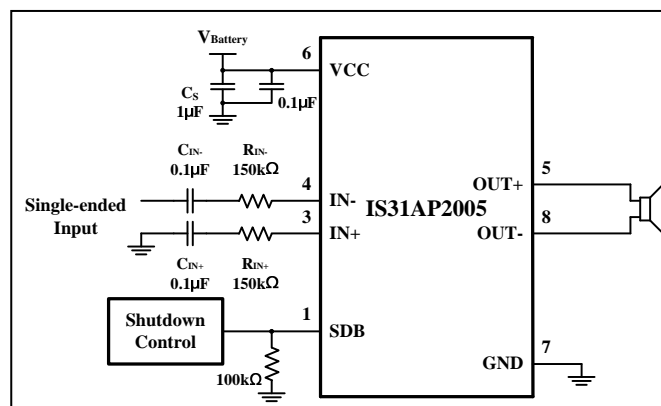 VBattery
6
VCC
CS
1µF
0.1µF
CIN-
0.1µF
RIN-
150kΩ
4
IN-
Single-ended
Input
3
IN+
CIN+
0.1µF
RIN+
150kΩ
IS31AP2005
5
OUT+
8
OUT-
Shutdown
Control
1
SDB
100kΩ
7
GND